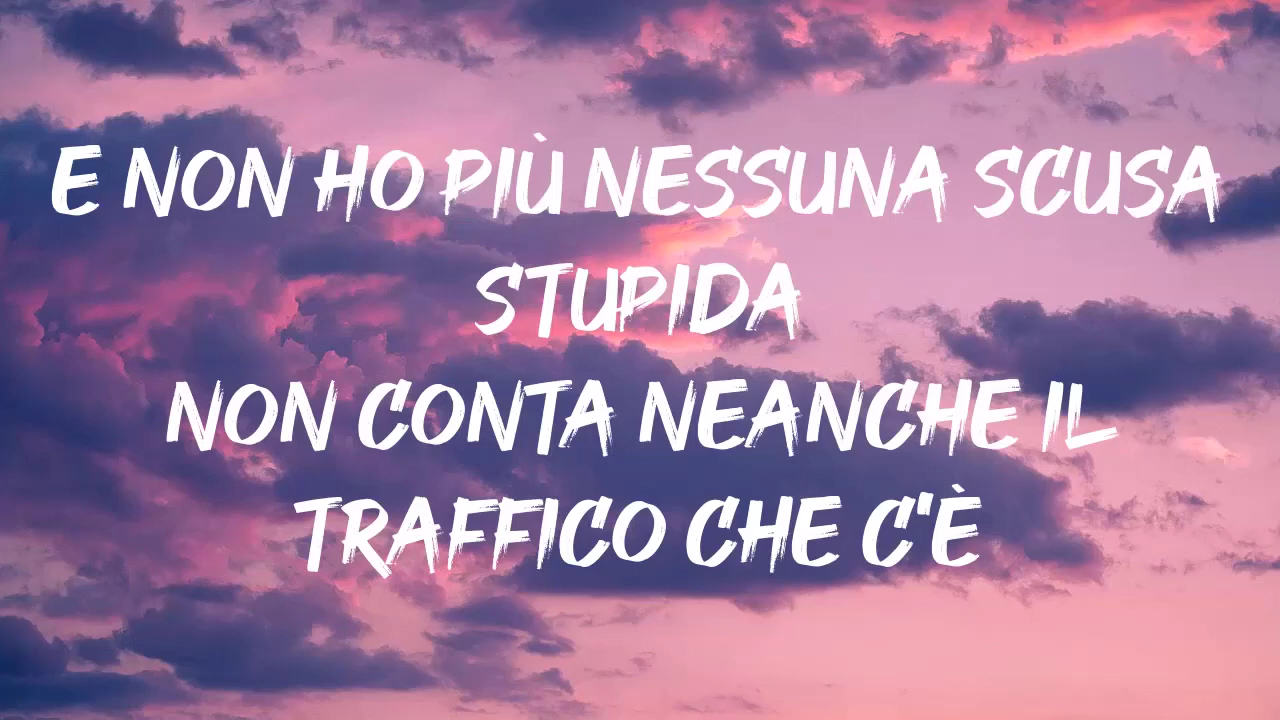 E NON HO PIÙ NESSUNA SCUSA
STUPIDA
NON CONTA NEANCHE IL
TRAFFICO CHE C'È